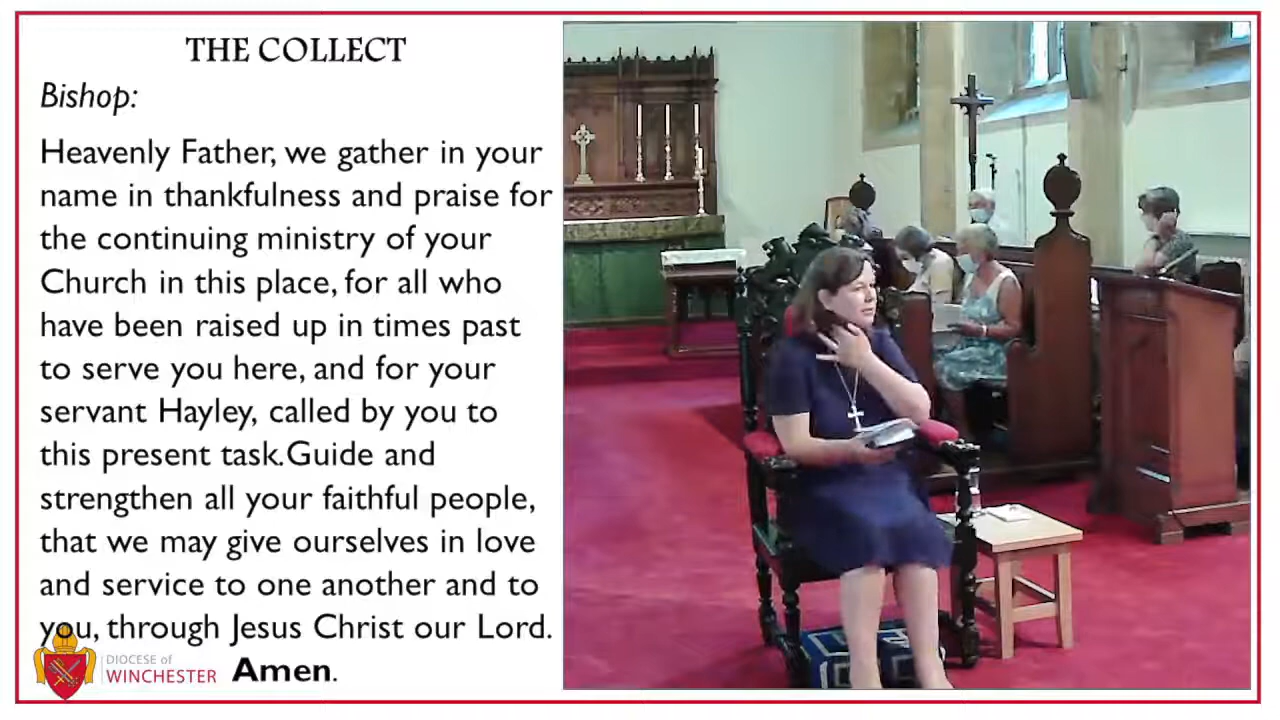 THE COLLECT
Bishop:
Heavenly Father, we gather in your
name in thankfulness and praise for
the continuing ministry of your
Church in this place, for all who
have been raised up in times past
to serve you here, and for your
servant Hayley, called by you to
this present task.Guide and
strengthen all your faithful people,
that we may give ourselves in love
and service to one another and to
you, through Jesus Christ our Lord.
Amen.
DIOCESE of
WINCHESTER